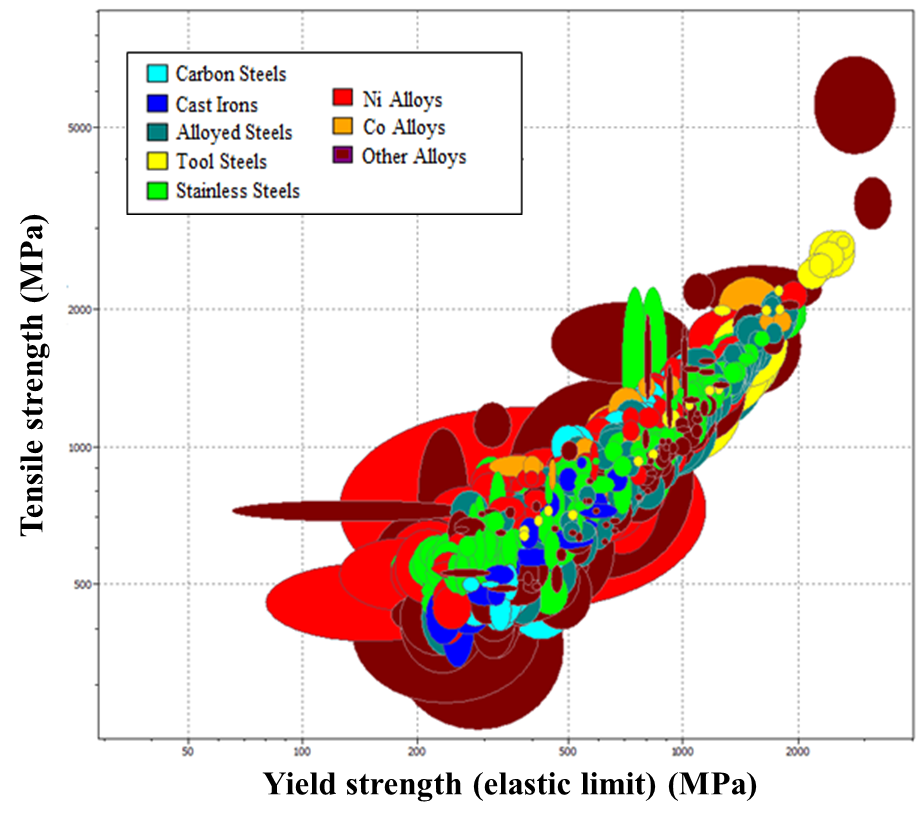 Carbon Steels
Cast Irons
Alloyed Steels
Tool Steels
Stainless Steels
Ni Alloys
Co Alloys
Other Alloys
Tensile strength (MPa)
5000
2000
1000
500
50 100 200 500 1000 2000
Yield strength (elastic limit) (MPa)